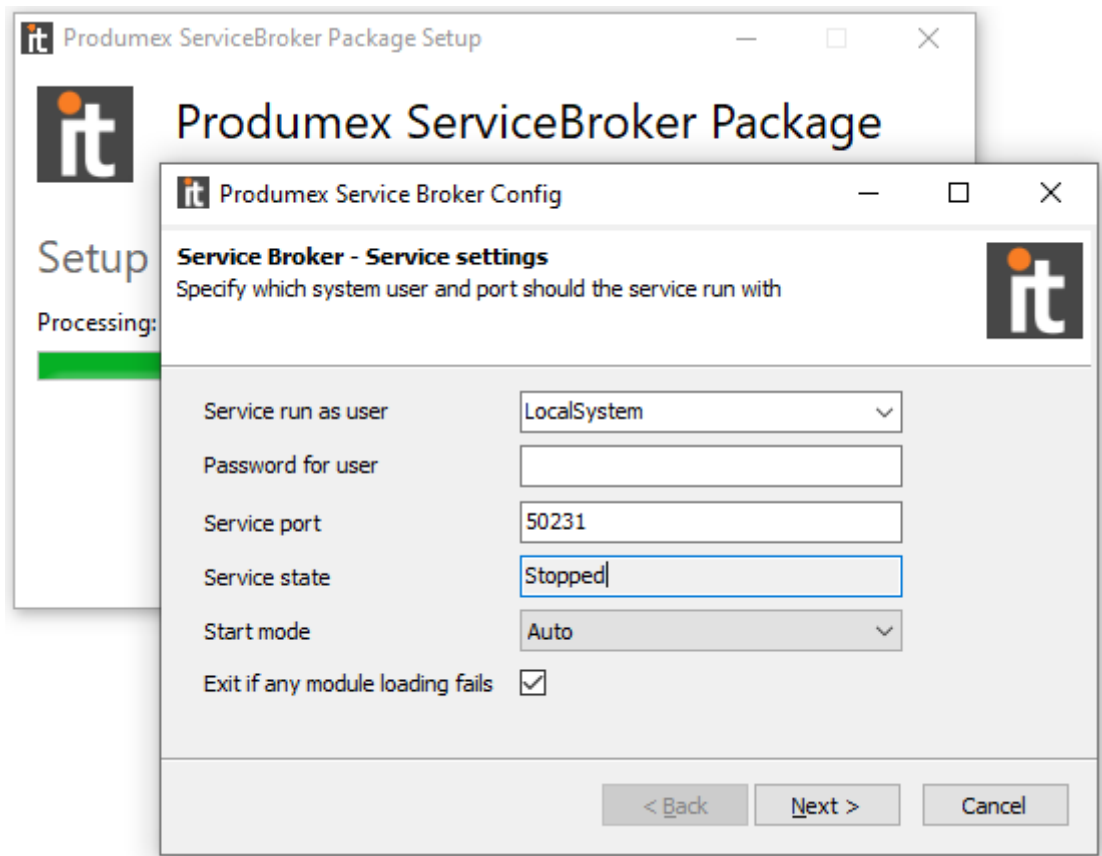 it Produmex ServiceBroker Package Setup
it Produmex ServiceBroker Package
Setup
Processing:
it Produmex Service Broker Config
Service Broker - Service settings
Specify which system user and port should the service run with
it
Service run as user LocalSystem
Password for user
Service port 50231
Service state Stopped
Start mode Auto
Exit if any module loading fails
< Back Next > Cancel